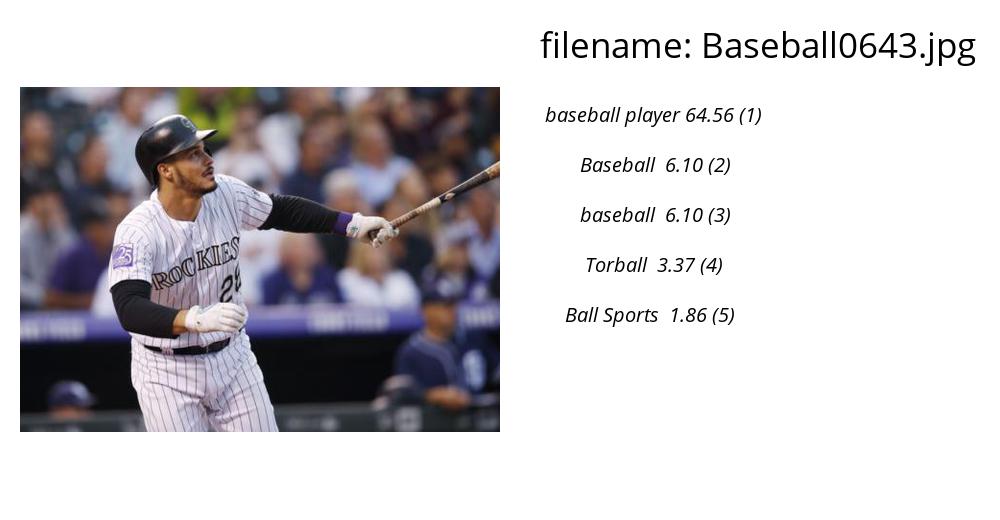 filename: Baseball0643.jpg
baseball player 64.56 (1)
Baseball 6.10 (2)
baseball 6.10 (3)
Torball 3.37 (4)
Ball Sports 1.86 (5)
25
ROCKIES
28